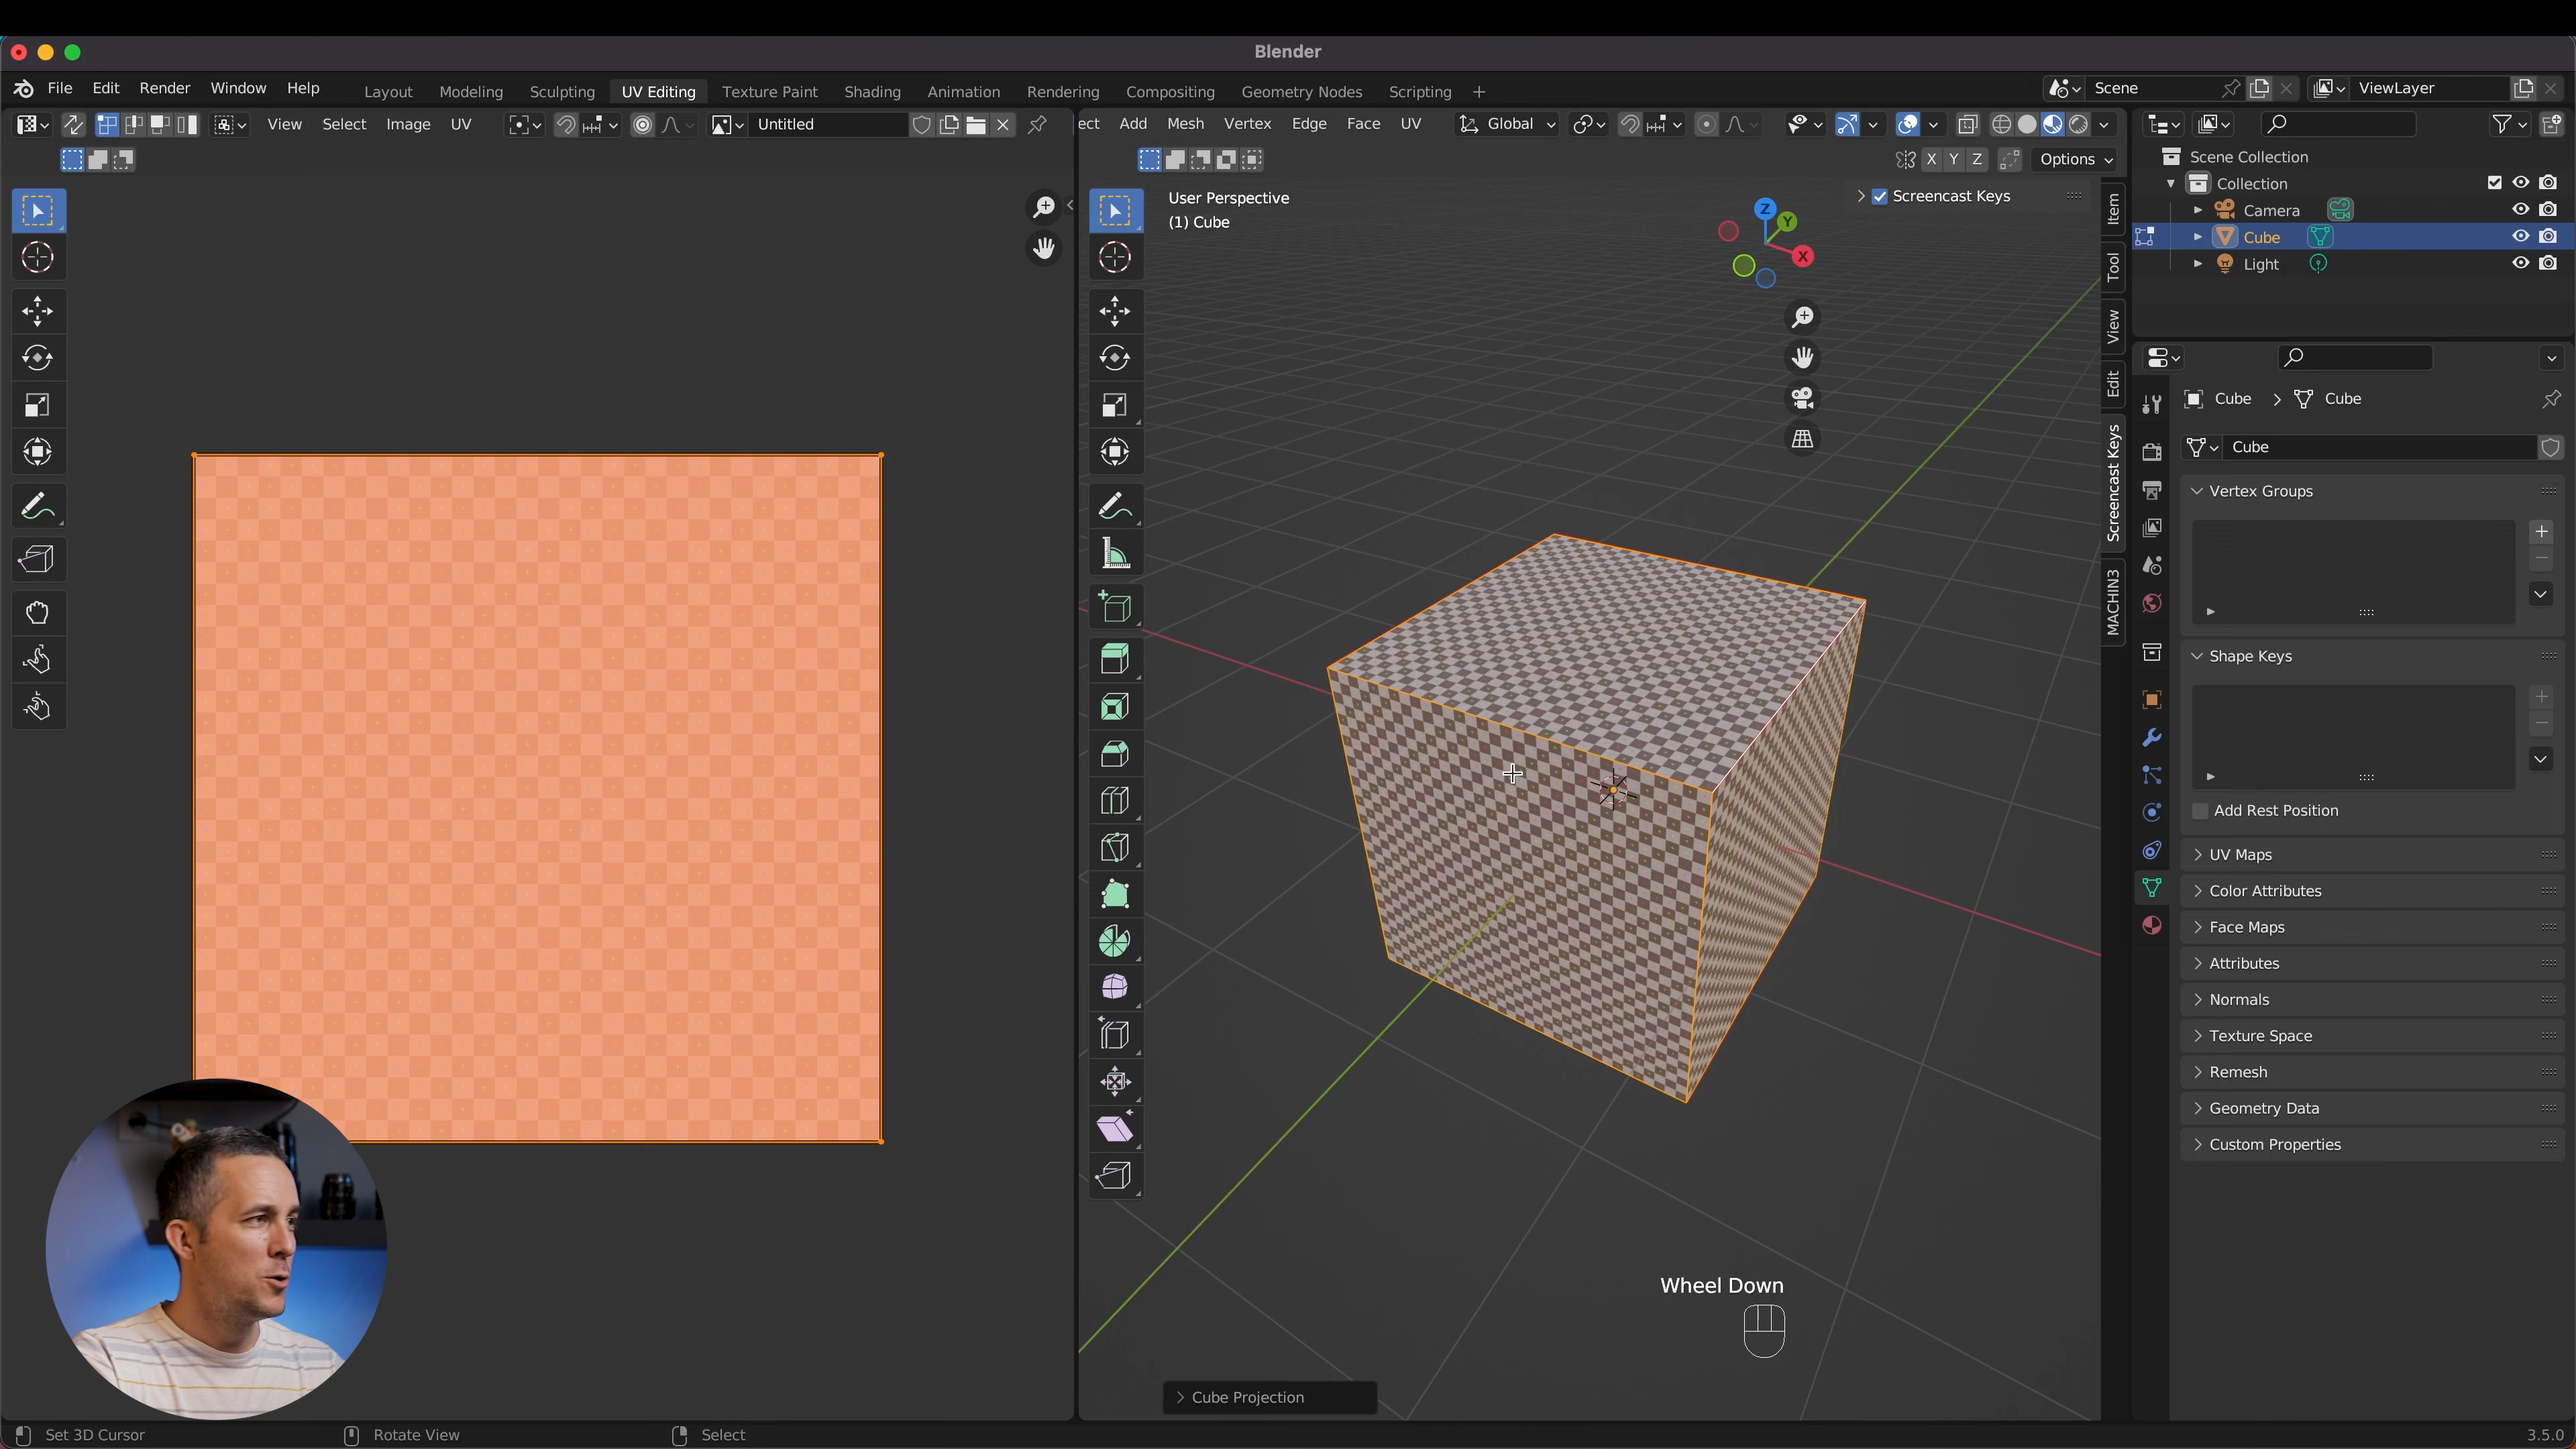 Blender
File Edit Render Window Help Layout Modeling Sculpting UV Editing Texture Paint Shading Animation Rendering Compositing Geometry Nodes Scripting + Scene ViewLayer
View Select Image UV Untitled ect Add Mesh Vertex Edge Face UV Global
X Y Z Options
Scene Collection
Collection
Camera
Cube
Light
User Perspective
(1) Cube
Screencast Keys
Z
Y
X
Item
Tool
View
Edit
Screencast Keys
MACHIN3
Cube > Cube
Cube
Vertex Groups
Shape Keys
Add Rest Position
UV Maps
Color Attributes
Face Maps
Attributes
Normals
Texture Space
Remesh
Geometry Data
Custom Properties
Wheel Down
Cube Projection
Set 3D Cursor Rotate View Select 3.5.0